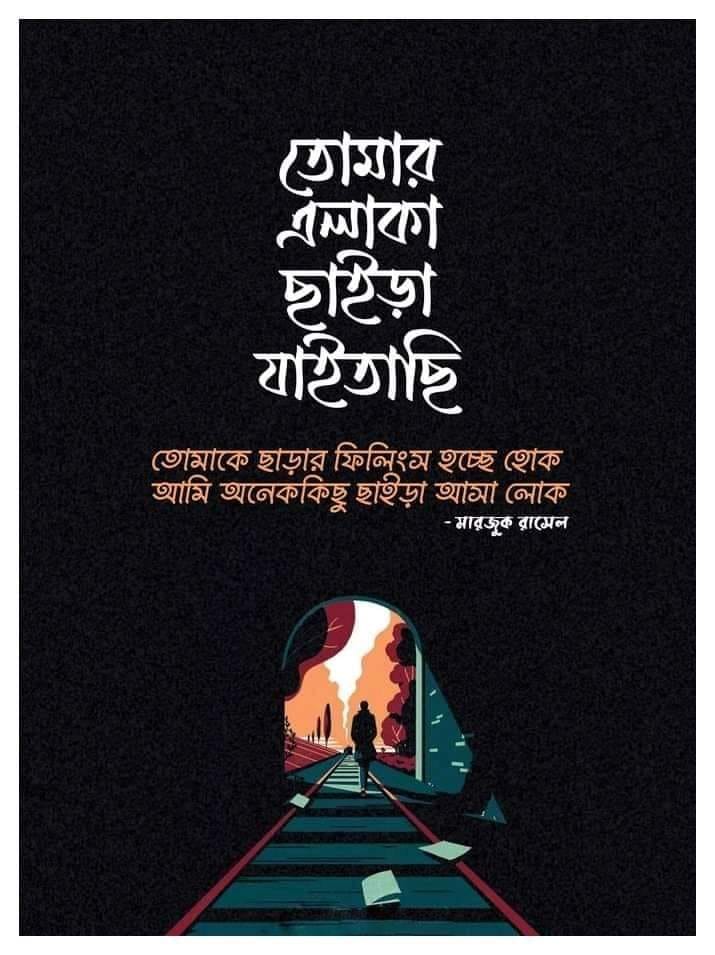 তোমার
এলাকা
ছাইড়া
যাইতাছি
তোমাকে ছাড়ার ফিলিংস হচ্ছে হোক
আমি অনেককিছু ছাইড়া আসা লোক
- মারজুক রাসেল